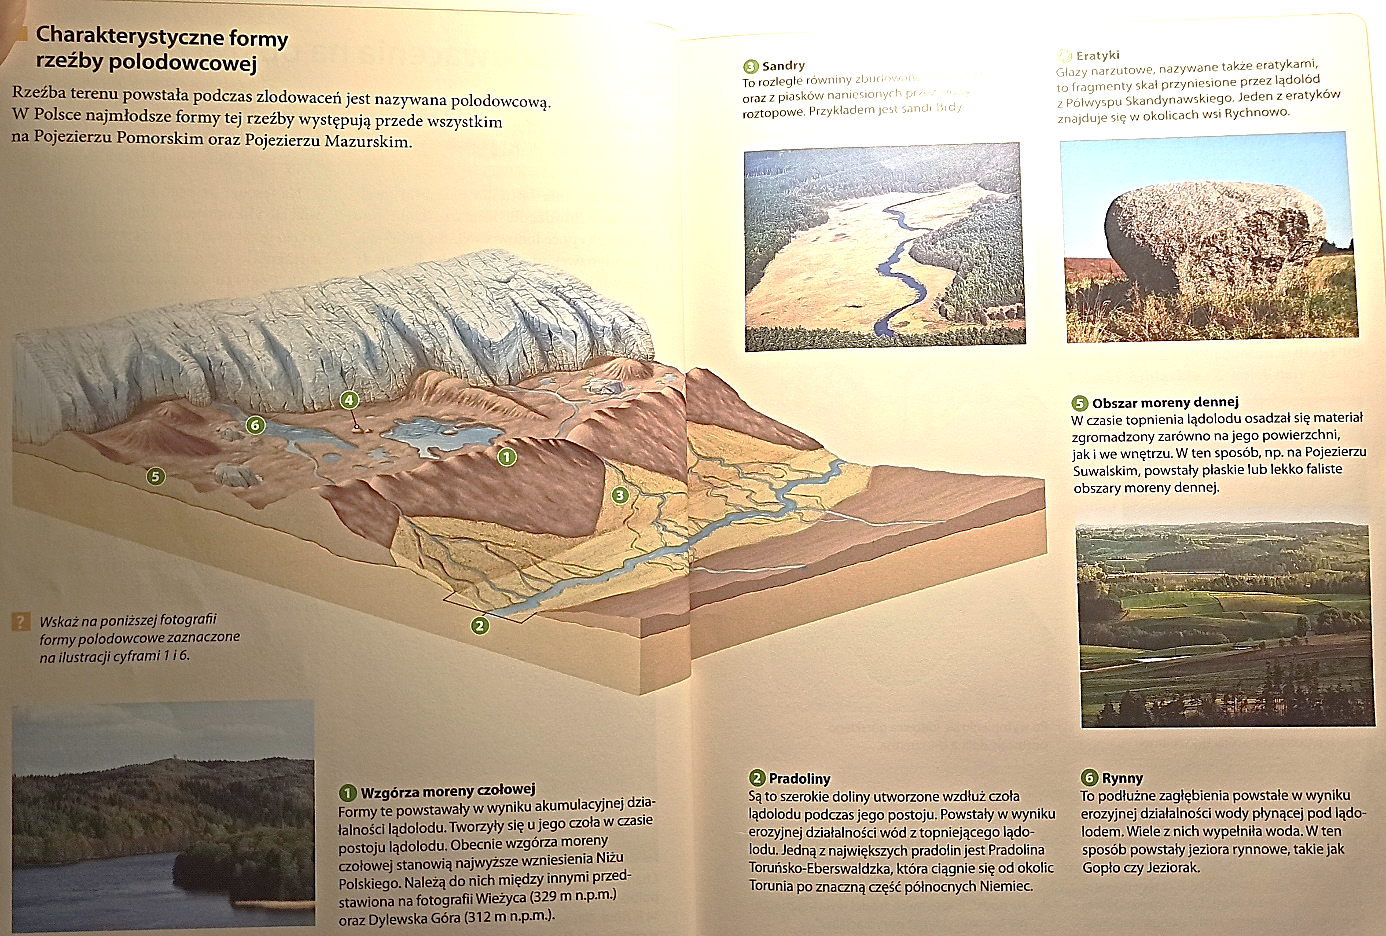 Charakterystyczne formy
rzeźby polodowcowej
Rzeźba terenu powstała podczas zlodowaceń jest nazywana polodowcową.
W Polsce najmłodsze formy tej rzeźby występują przede wszystkim
na Pojezierzu Pomorskim oraz Pojezierzu Mazurskim.
4
6
1
5
3
2
? Wskaż na poniższej fotografii
formy polodowcowe zaznaczone
na ilustracji cyframi 1 i 6.
1 Wzgórza moreny czołowej
Formy te powstawały w wyniku akumulacyjnej dzia-
łalności lądolodu. Tworzyły się u jego czoła w czasie
postoju lądolodu. Obecnie wzgórza moreny
czołowej stanowią najwyższe wzniesienia Niżu
Polskiego. Należą do nich między innymi przed-
stawiona na fotografii Wieżyca (329 m n.p.m.)
oraz Dylewska Góra (312 m n.p.m.).
3 Sandry
To rozległe równiny zbudowane
oraz z piasków naniesionych przez
roztopowe. Przykładem jest sandr Brdy
Eratyki
Głazy narzutowe, nazywane także eratykami,
to fragmenty skał przyniesione przez lądolód
z Półwyspu Skandynawskiego. Jeden z eratyków
znajduje się w okolicach wsi Rychnowo.
5 Obszar moreny dennej
W czasie topnienia lądolodu osadzał się materiał
zgromadzony zarówno na jego powierzchni,
jak i we wnętrzu. W ten sposób, np. na Pojezierzu
Suwalskim, powstały płaskie lub lekko faliste
obszary moreny dennej.
2 Pradoliny
Są to szerokie doliny utworzone wzdłuż czoła
lądolodu podczas jego postoju. Powstały w wyniku
erozyjnej działalności wód z topniejącego lądo-
lodu. Jedną z największych pradolin jest Pradolina
Toruńsko-Eberswaldzka, która ciągnie się od okolic
Torunia po znaczną część północnych Niemiec.
6 Rynny
To podłużne zagłębienia powstałe w wyniku
erozyjnej działalności wody płynącej pod lądo-
lodem. Wiele z nich wypełniła woda. W ten
sposób powstały jeziora rynnowe, takie jak
Gopło czy Jeziorak.